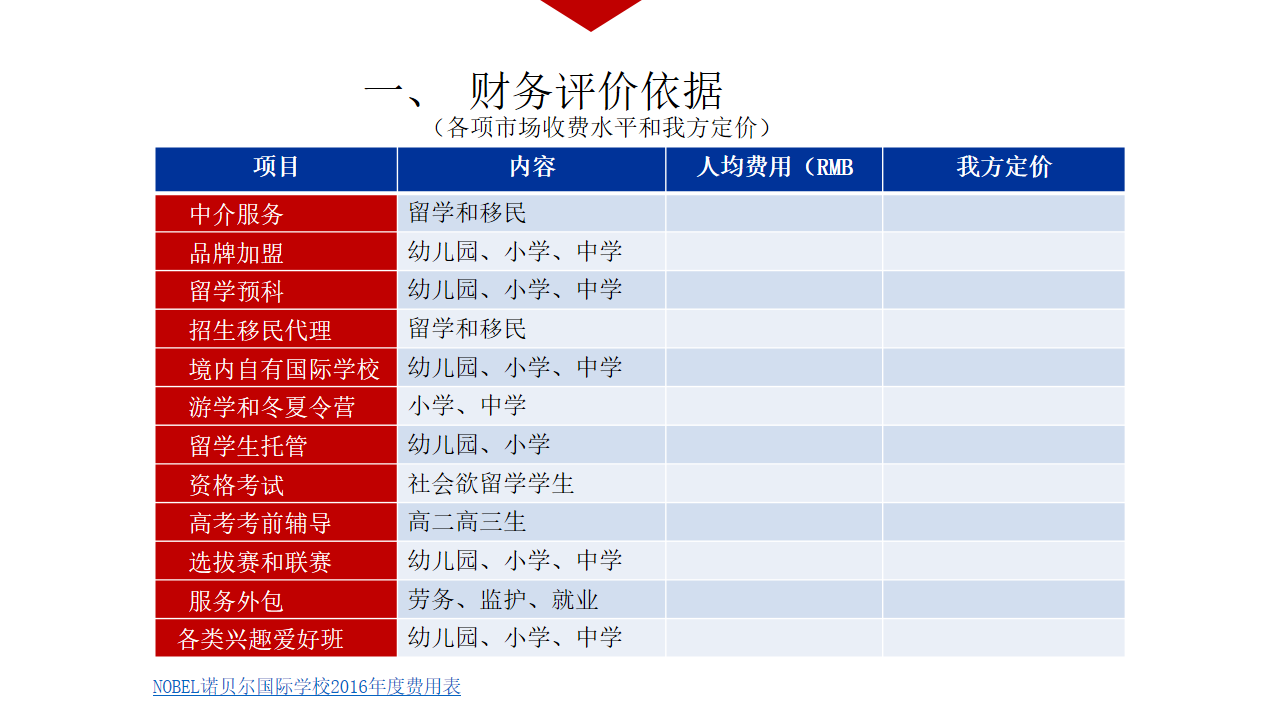 一、 财务评价依据
（各项市场收费水平和我方定价）
项目 内容 人均费用（RMB 我方定价
中介服务 留学和移民
品牌加盟 幼儿园、小学、中学
留学预科 幼儿园、小学、中学
招生移民代理 留学和移民
境内自有国际学校 幼儿园、小学、中学
游学和冬夏令营 小学、中学
留学生托管 幼儿园、小学
资格考试 社会欲留学学生
高考考前辅导 高二高三生
选拔赛和联赛 幼儿园、小学、中学
服务外包 劳务、监护、就业
各类兴趣爱好班 幼儿园、小学、中学
NOBEL诺贝尔国际学校2016年度费用表